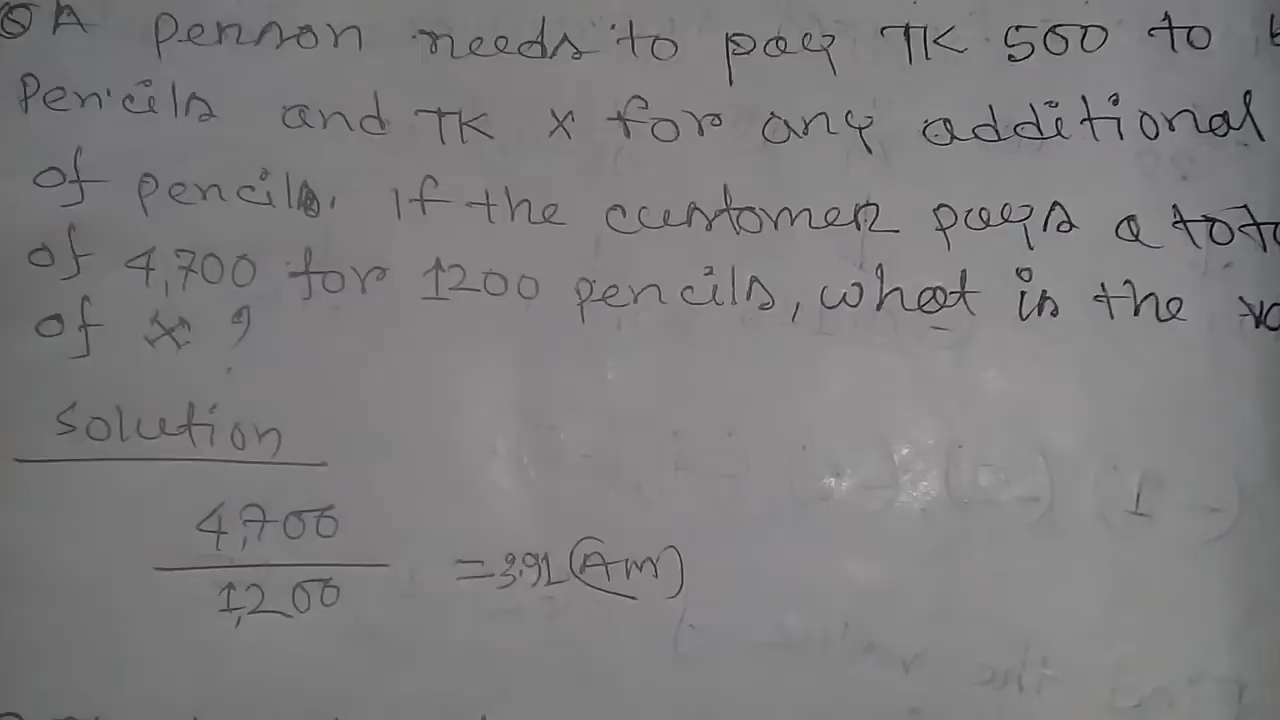 A Person needs to pay TK 500 to
Pencils and TK x for any additional
of pencils. If the customer pays a tot
of 4,700 for 1200 pencils, what is the va
of x ?
Solution
4,700
1,200
=3.91 (Ans)